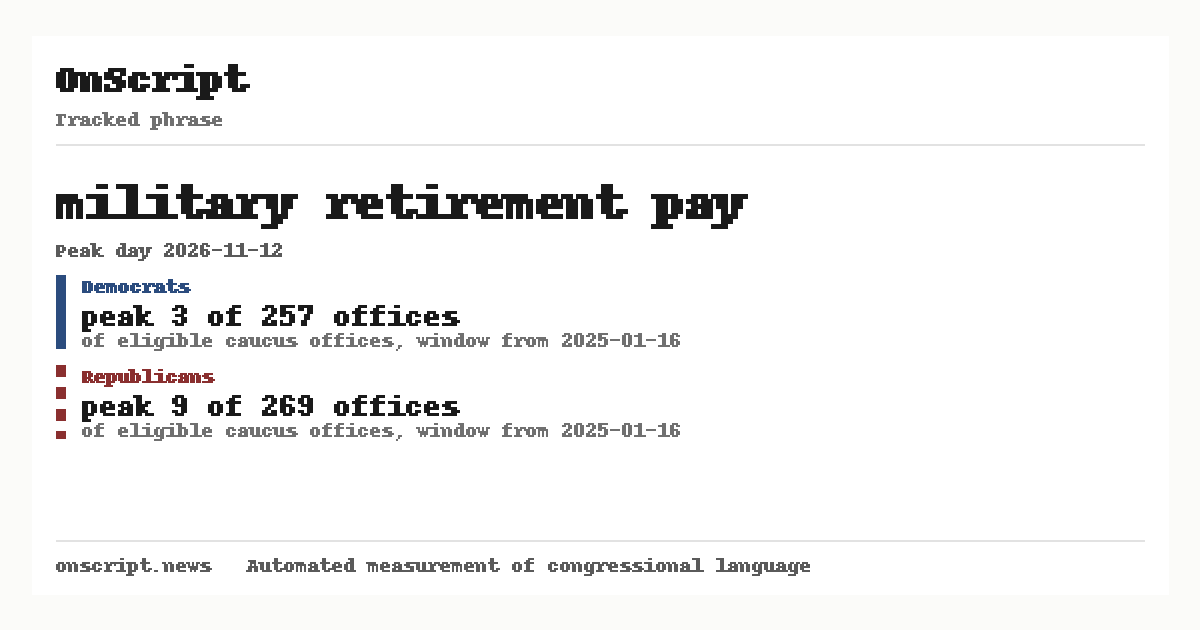 OnScript
Tracked phrase
military retirement pay
Peak day 2026-11-12
Democrats
peak 3 of 257 offices
of eligible caucus offices, window from 2025-01-16
Republicans
peak 9 of 269 offices
of eligible caucus offices, window from 2025-01-16
onscript.news Automated measurement of congressional language